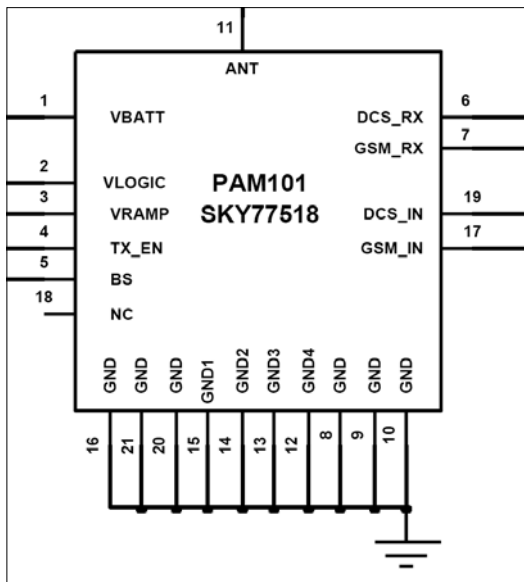 11
ANT
1 VBATT DCS_RX 6
GSM_RX 7
2 VLOGIC PAM101
3 VRAMP SKY77518 DCS_IN 19
4 TX_EN GSM_IN 17
5 BS
18 NC
GND GND GND GND1 GND2 GND3 GND4 GND GND GND
16 21 20 15 14 13 12 8 9 10